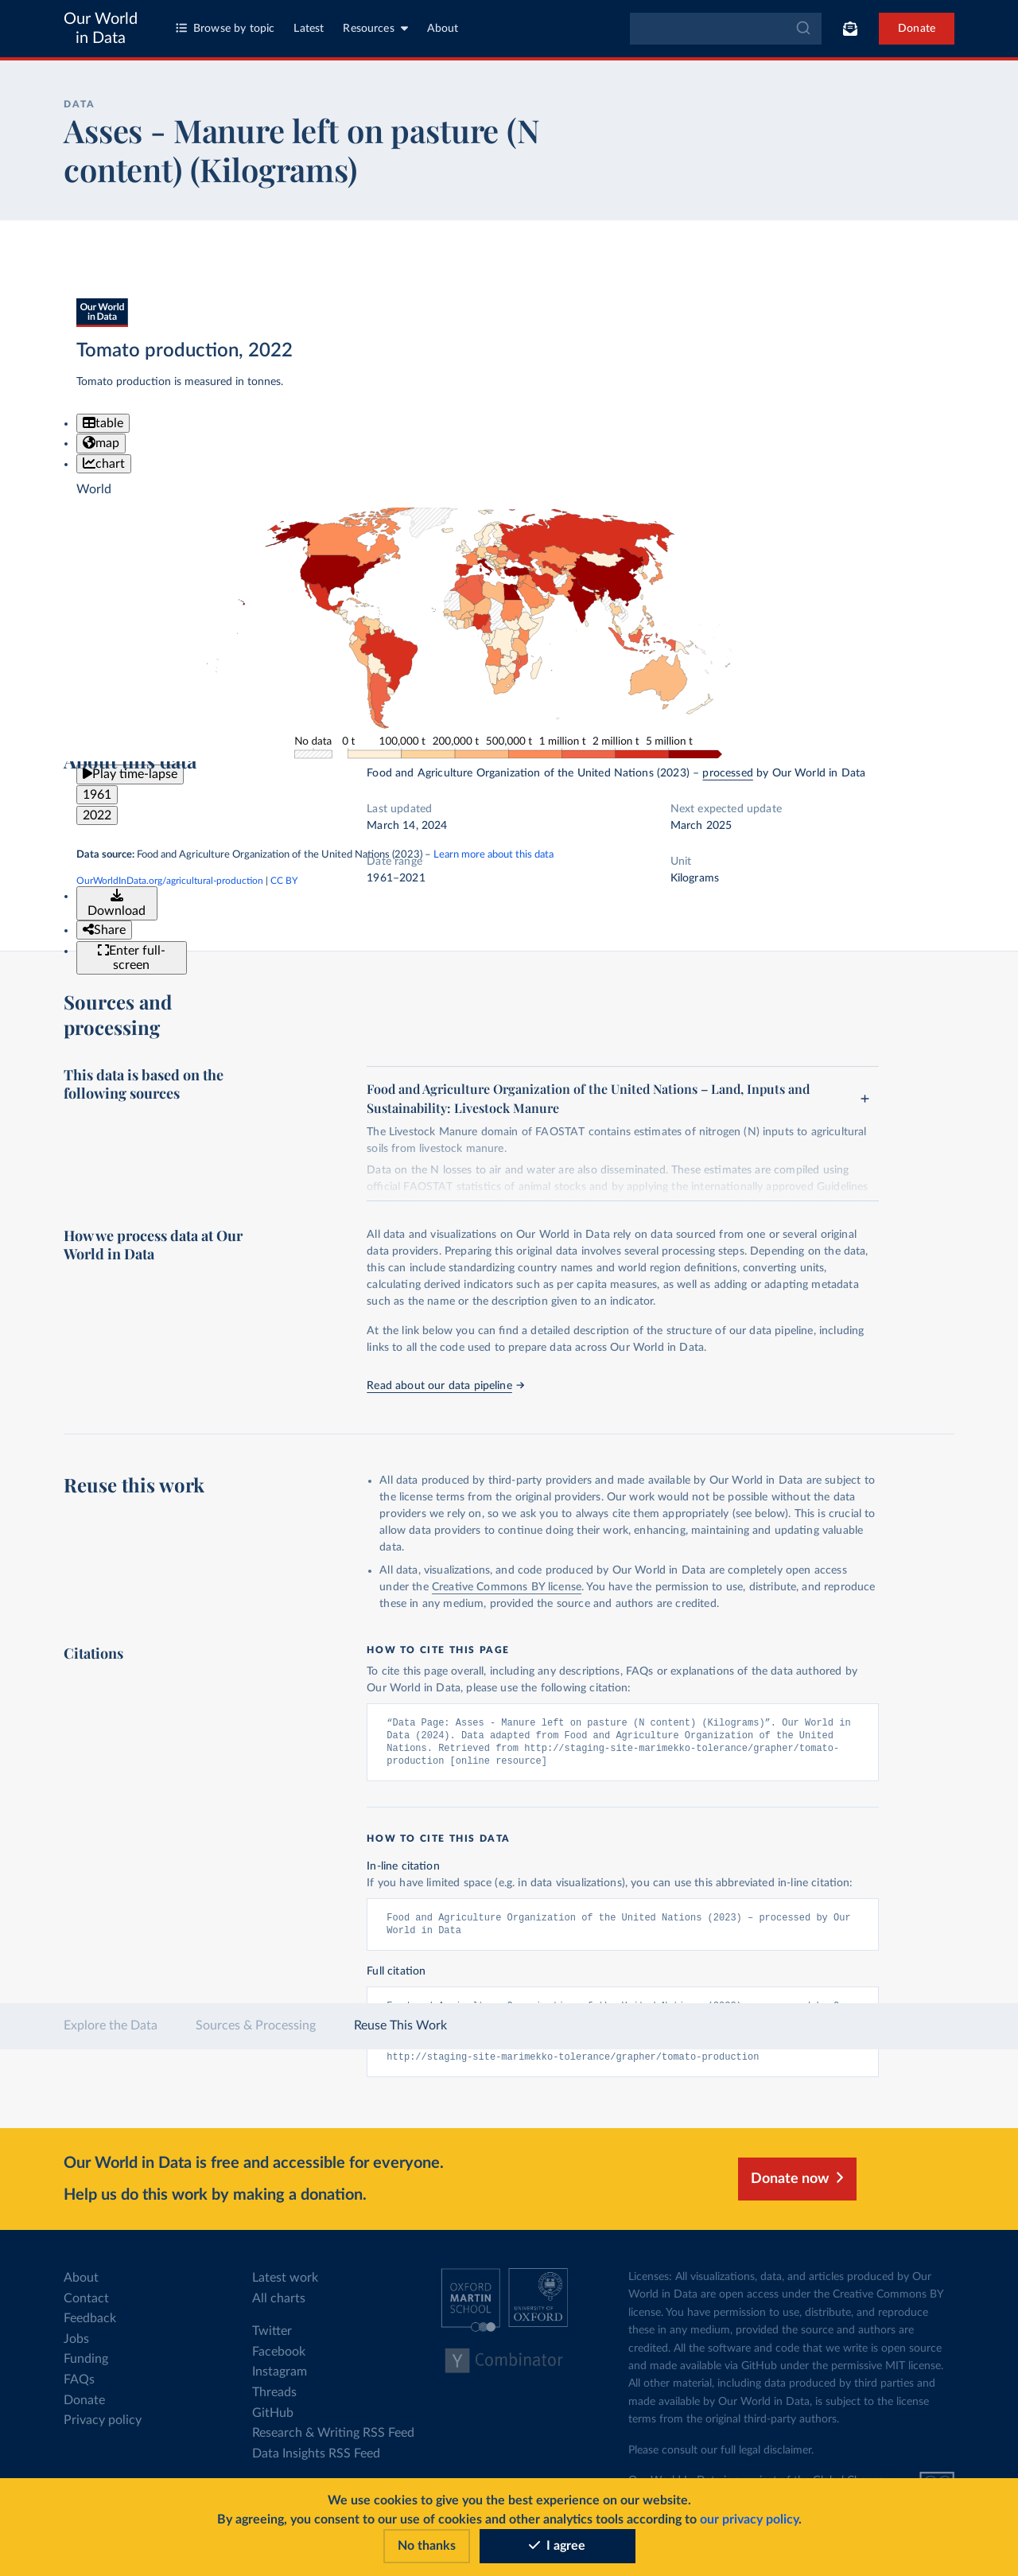 Our World
in Data
Browse by topic
Latest
Resources
About
Donate
DATA
Asses - Manure left on pasture (N
content) (Kilograms)
Our World
in Data
Tomato production, 2022
Tomato production is measured in tonnes.
table
map
chart
World
No data
0 t
100,000 t
200,000 t
500,000 t
1 million t
2 million t
5 million t
About this data
Play time-lapse
1961
2022
Food and Agriculture Organization of the United Nations (2023) – processed by Our World in Data
Last updated
March 14, 2024
Next expected update
March 2025
Data source: Food and Agriculture Organization of the United Nations (2023) – Learn more about this data
Date range
1961–2021
Unit
Kilograms
OurWorldInData.org/agricultural-production | CC BY
Download
Share
Enter full-
screen
Sources and
processing
This data is based on the
following sources
Food and Agriculture Organization of the United Nations – Land, Inputs and
Sustainability: Livestock Manure
The Livestock Manure domain of FAOSTAT contains estimates of nitrogen (N) inputs to agricultural
soils from livestock manure.
Data on the N losses to air and water are also disseminated. These estimates are compiled using
official FAOSTAT statistics of animal stocks and by applying the internationally approved Guidelines
How we process data at Our
World in Data
All data and visualizations on Our World in Data rely on data sourced from one or several original
data providers. Preparing this original data involves several processing steps. Depending on the data,
this can include standardizing country names and world region definitions, converting units,
calculating derived indicators such as per capita measures, as well as adding or adapting metadata
such as the name or the description given to an indicator.
At the link below you can find a detailed description of the structure of our data pipeline, including
links to all the code used to prepare data across Our World in Data.
Read about our data pipeline
Reuse this work
All data produced by third-party providers and made available by Our World in Data are subject to
the license terms from the original providers. Our work would not be possible without the data
providers we rely on, so we ask you to always cite them appropriately (see below). This is crucial to
allow data providers to continue doing their work, enhancing, maintaining and updating valuable
data.
All data, visualizations, and code produced by Our World in Data are completely open access
under the Creative Commons BY license. You have the permission to use, distribute, and reproduce
these in any medium, provided the source and authors are credited.
Citations
HOW TO CITE THIS PAGE
To cite this page overall, including any descriptions, FAQs or explanations of the data authored by
Our World in Data, please use the following citation:
“Data Page: Asses - Manure left on pasture (N content) (Kilograms)”. Our World in
Data (2024). Data adapted from Food and Agriculture Organization of the United
Nations. Retrieved from http://staging-site-marimekko-tolerance/grapher/tomato-
production [online resource]
HOW TO CITE THIS DATA
In-line citation
If you have limited space (e.g. in data visualizations), you can use this abbreviated in-line citation:
Food and Agriculture Organization of the United Nations (2023) – processed by Our
World in Data
Full citation
Explore the Data
Sources & Processing
Reuse This Work
http://staging-site-marimekko-tolerance/grapher/tomato-production
Our World in Data is free and accessible for everyone.
Help us do this work by making a donation.
Donate now
About
Contact
Feedback
Jobs
Funding
FAQs
Donate
Privacy policy
Latest work
All charts
Twitter
Facebook
Instagram
Threads
GitHub
Research & Writing RSS Feed
Data Insights RSS Feed
OXFORD
MARTIN
SCHOOL
UNIVERSITY OF
OXFORD
Y Combinator
Licenses: All visualizations, data, and articles produced by Our
World in Data are open access under the Creative Commons BY
license. You have permission to use, distribute, and reproduce
these in any medium, provided the source and authors are
credited. All the software and code that we write is open source
and made available via GitHub under the permissive MIT license.
All other material, including data produced by third parties and
made available by Our World in Data, is subject to the license
terms from the original third-party authors.
Please consult our full legal disclaimer.
We use cookies to give you the best experience on our website.
By agreeing, you consent to our use of cookies and other analytics tools according to our privacy policy.
No thanks
I agree